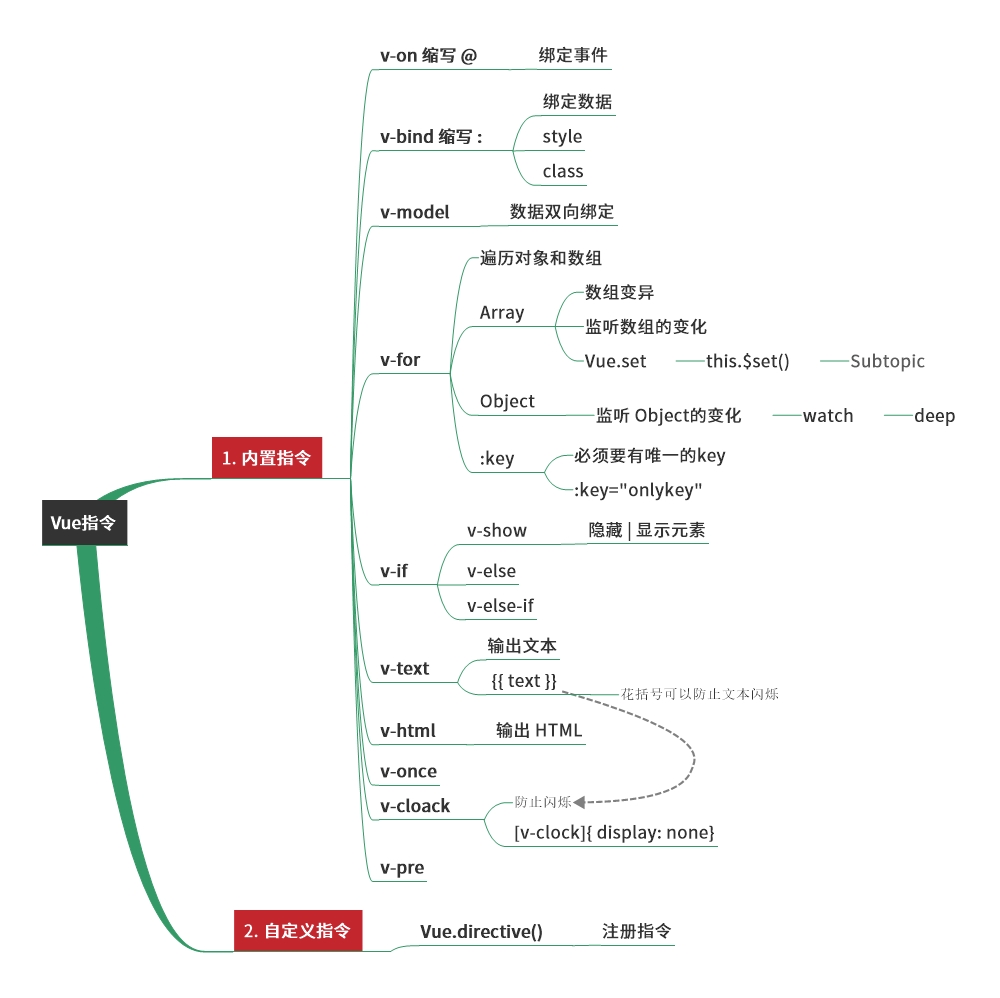 Vue指令
1. 内置指令
v-on 缩写 @
绑定事件
v-bind 缩写 :
绑定数据
style
class
v-model
数据双向绑定
v-for
遍历对象和数组
Array
数组变异
监听数组的变化
Vue.set
this.$set()
Subtopic
Object
监听 Object的变化
watch
deep
:key
必须要有唯一的key
:key="onlykey"
v-if
v-show
隐藏 | 显示元素
v-else
v-else-if
v-text
输出文本
{{ text }}
花括号可以防止文本闪烁
v-html
输出 HTML
v-once
v-cloack
防止闪烁
[v-clock]{ display: none}
v-pre
2. 自定义指令
Vue.directive()
注册指令